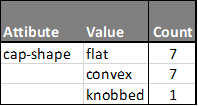 Attibute Value Count
cap-shape flat 7
convex 7
knobbed 1